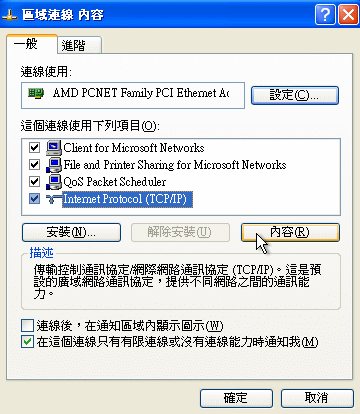 區域連線 內容
一般
進階
連線使用:
AMD PCNET Family PCI Ethernet Ac
設定(C)...
這個連線使用下列項目(O):
Client for Microsoft Networks
File and Printer Sharing for Microsoft Networks
QoS Packet Scheduler
Internet Protocol (TCP/IP)
安裝(N)...
解除安裝(U)
內容(R)
描述
傳輸控制通訊協定/網際網路通訊協定 (TCP/IP)。這是預
設的廣域網路通訊協定，提供不同網路之間的通訊能
力。
連線後，在通知區域內顯示圖示(W)
在這個連線只有有限連線或沒有連線能力時通知我(M)
確定
取消